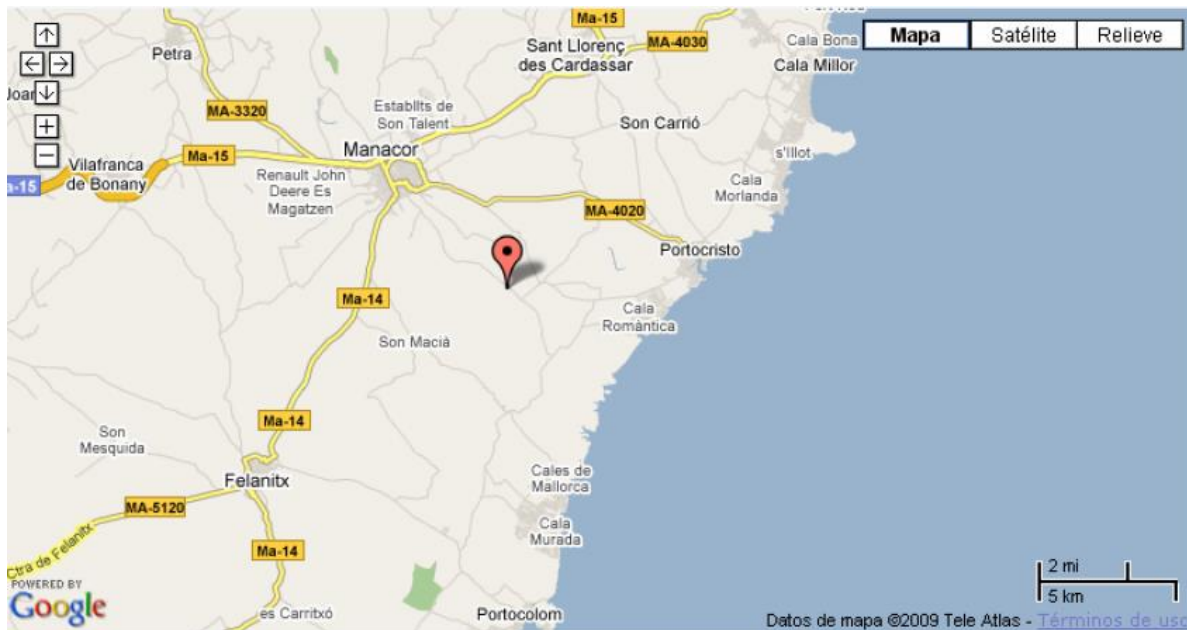 Ma-15
Cala Bona
Mapa
Satélite
Relieve
Petra
Sant Llorenç
des Cardassar
MA-4030
Cala Millor
Joan
MA-3320
Establlts de
Son Talent
Son Carrió
Manacor
s'Illot
Vilafranca
de Bonany
Ma-15
Renault John
Deere Es
Magatzen
Cala
Morlanda
a-15
MA-4020
Portocristo
Ma-14
Cala
Romàntica
Son Macià
Ma-14
Son
Mesquida
Felanitx
Cales de
Mallorca
MA-5120
Cala
Murada
Ma-14
Ctra de Felanitx
2 mi
5 km
POWERED BY
Google
es Carritxó
Portocolom
Datos de mapa ©2009 Tele Atlas - Términos de uso